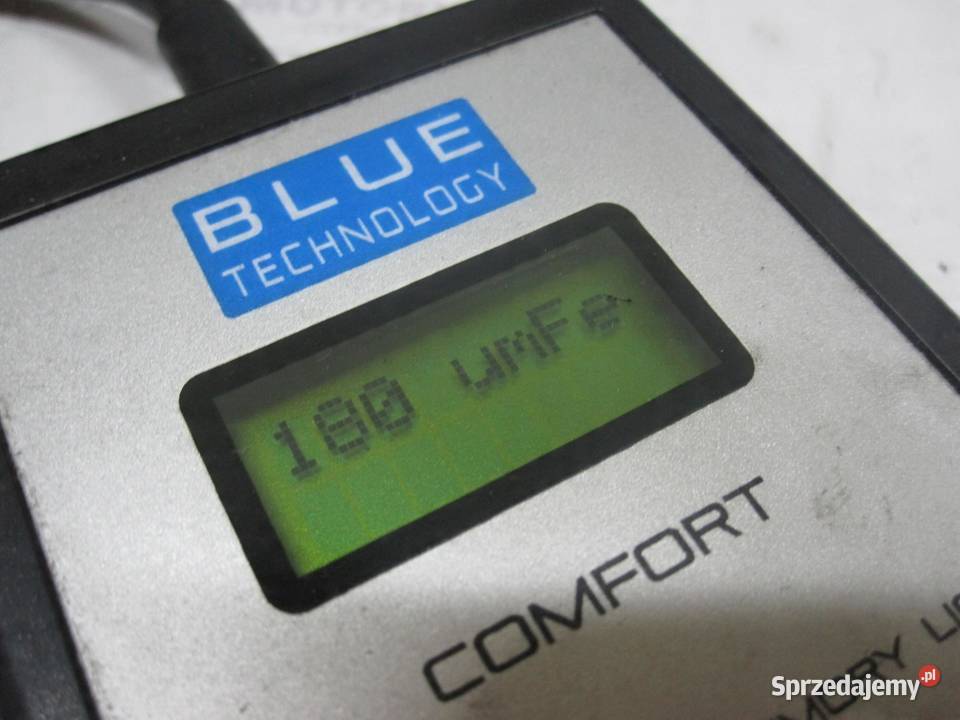 BLUE
TECHNOLOGY
180 umFe
COMFORT
Sprzedajemy.pl